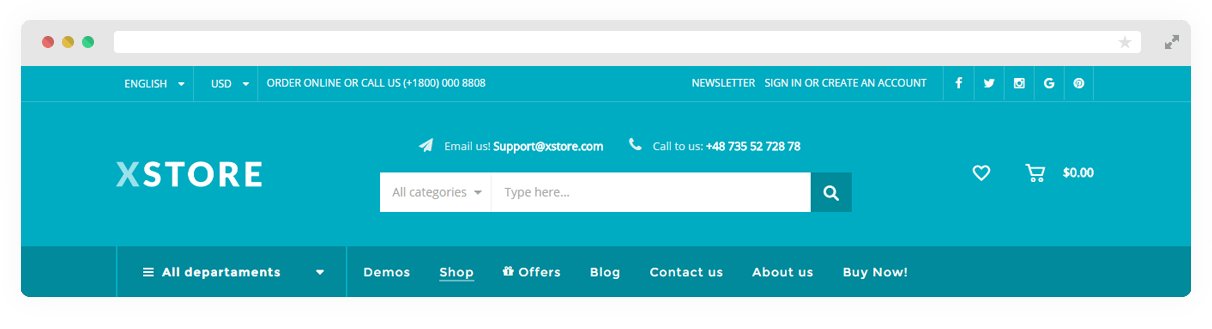 ENGLISH USD ORDER ONLINE OR CALL US (+1800) 000 8808 NEWSLETTER SIGN IN OR CREATE AN ACCOUNT
Email us! Support@xstore.com Call to us: +48 735 52 728 78
XSTORE
All categories Type here... $0.00
All departaments Demos Shop Offers Blog Contact us About us Buy Now!